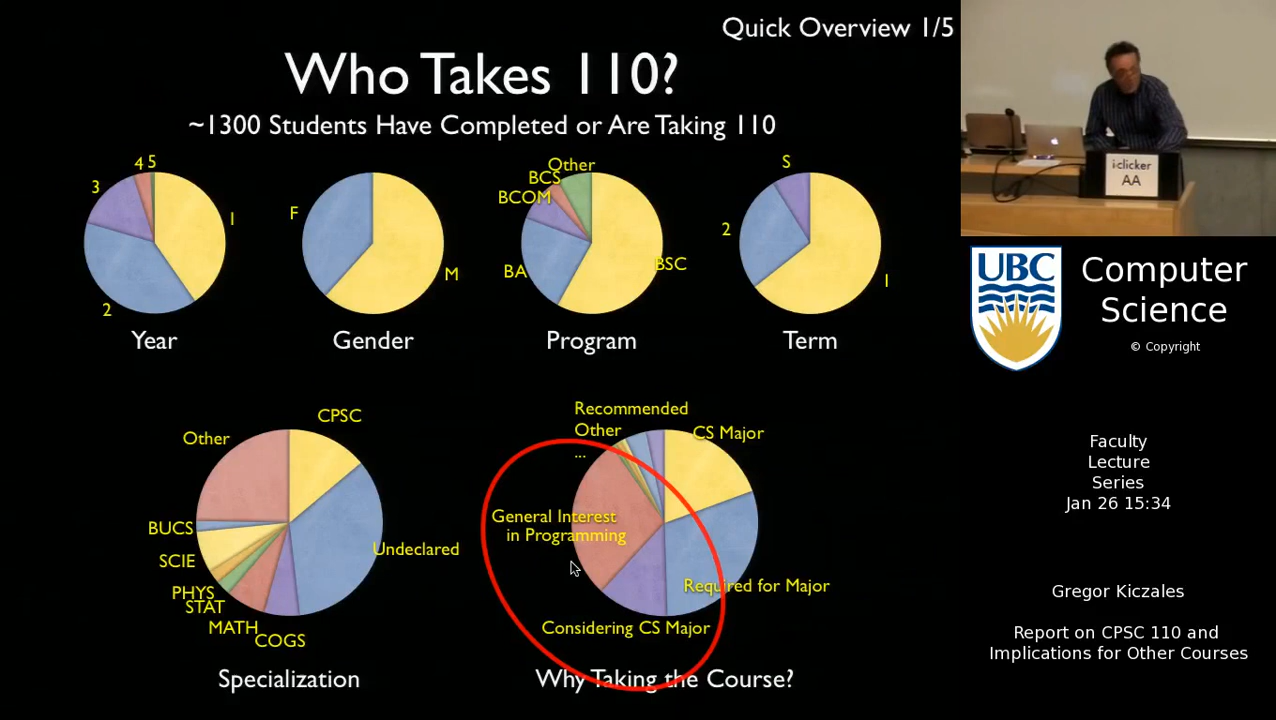 Quick Overview 1/5
Who Takes 110?
~1300 Students Have Completed or Are Taking 110
1
2
3
4
5
Year
F
M
Gender
Other
BCS
BCOM
BA
BSC
Program
S
2
1
Term
CPSC
Other
Undeclared
BUCS
SCIE
PHYS
STAT
MATH
COGS
Specialization
Recommended
Other
...
CS Major
General Interest
in Programming
Required for Major
Considering CS Major
Why Taking the Course?
i-clicker
AA
UBC
Computer
Science
© Copyright
Faculty
Lecture
Series
Jan 26 15:34
Gregor Kiczales
Report on CPSC 110 and
Implications for Other Courses